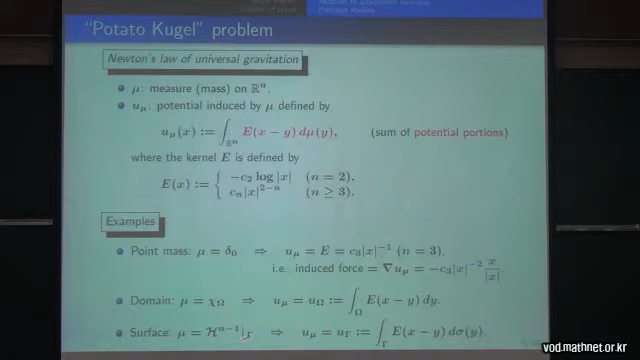 "Potato Kugel" problem
Newton's law of universal gravitation
μ: measure (mass) on ℝⁿ.
u_μ. potential induced by μ defined by
u_μ(x) := ∫_{ℝⁿ} E(x − y) dμ(y), (sum of potential portions)
where the kernel E is defined by
E(x) := { −c₂ log |x| (n = 2),
cₙ|x|²⁻ⁿ (n ≥ 3).
Examples
Point mass: μ = δ₀ ⇒ u_μ = E = c₃|x|⁻¹ (n = 3).
i.e. induced force = ∇u_μ = −c₃|x|⁻² x/|x|.
Domain: μ = χ_Ω ⇒ u_μ = u_Ω := ∫_Ω E(x − y) dy.
Surface: μ = ℋⁿ⁻¹|_Γ ⇒ u_μ = u_Γ := ∫_Γ E(x − y) dσ(y).
vod.mathnet.or.kr